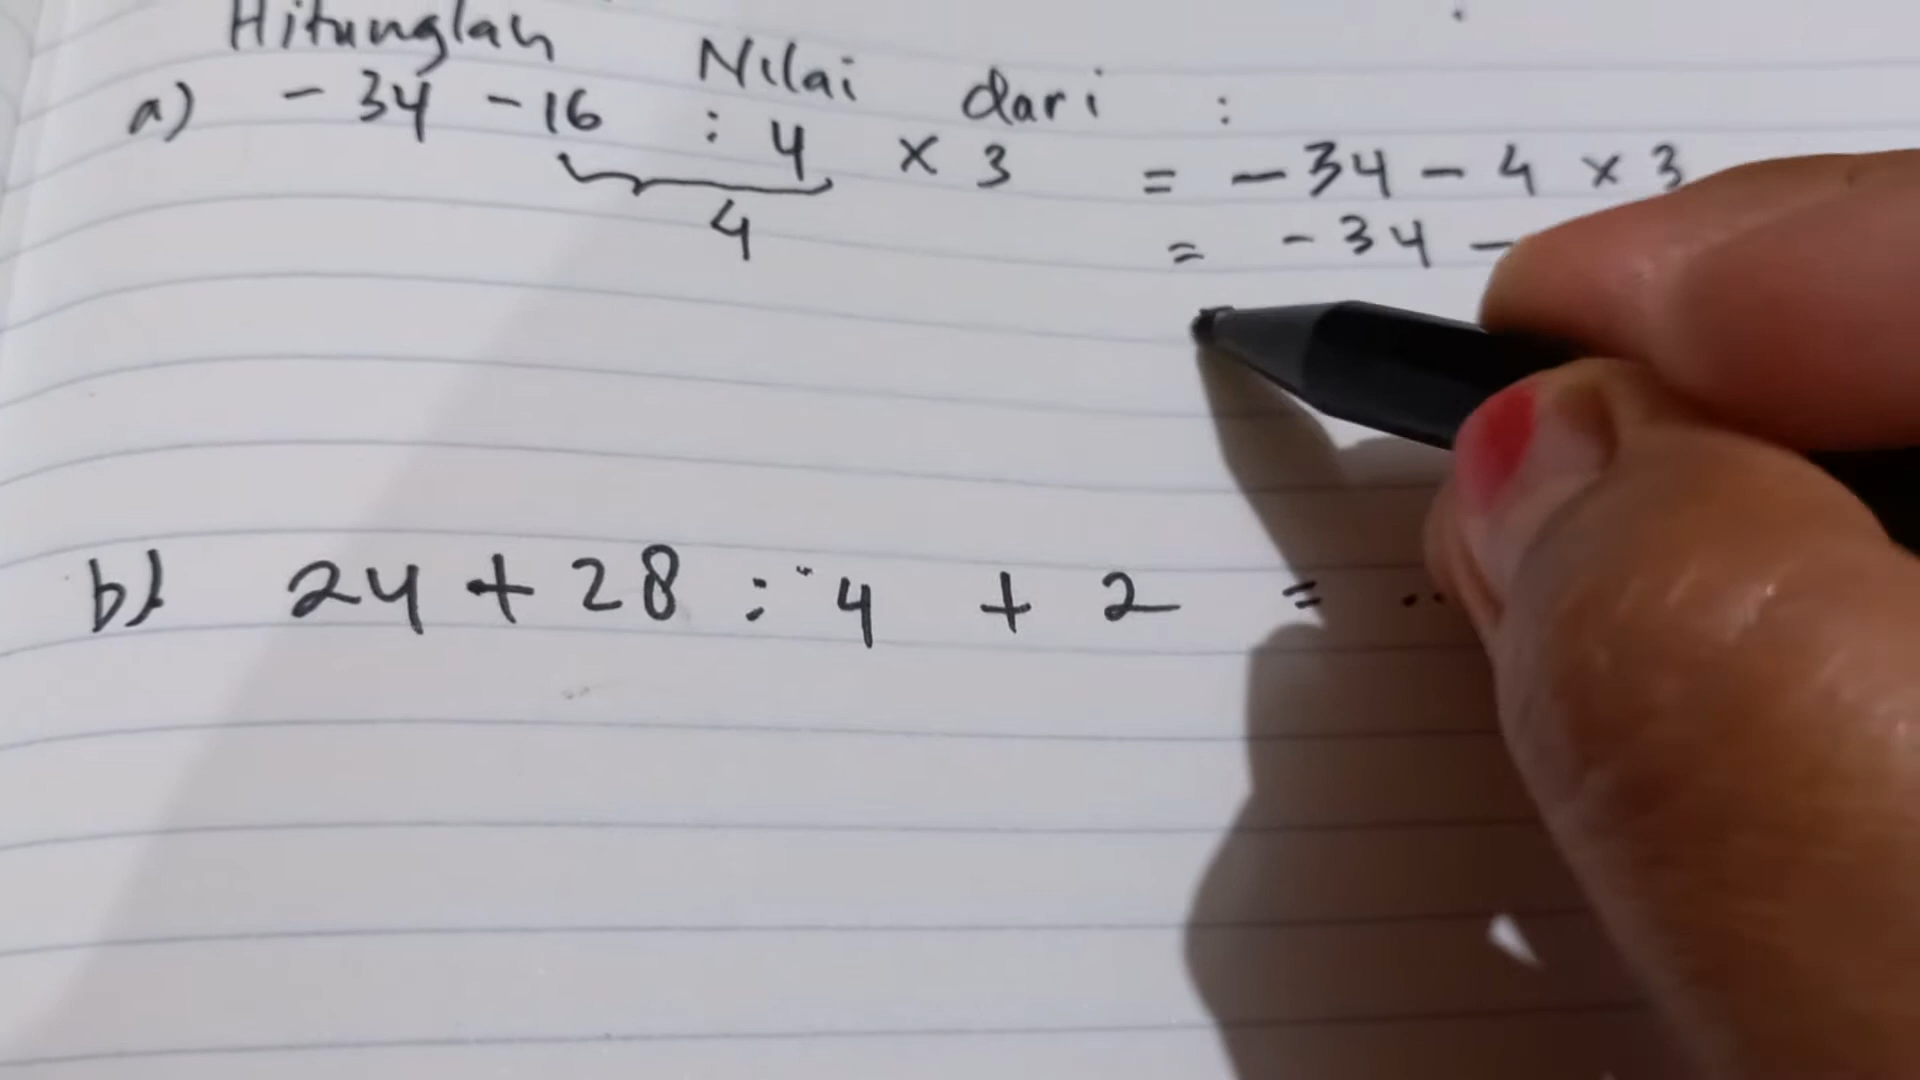 Hitunglah Nilai dari :
a) - 34 - 16 : 4 × 3 = - 34 - 4 × 3
4
= - 34 -
b) 24 + 28 : 4 + 2 = ..